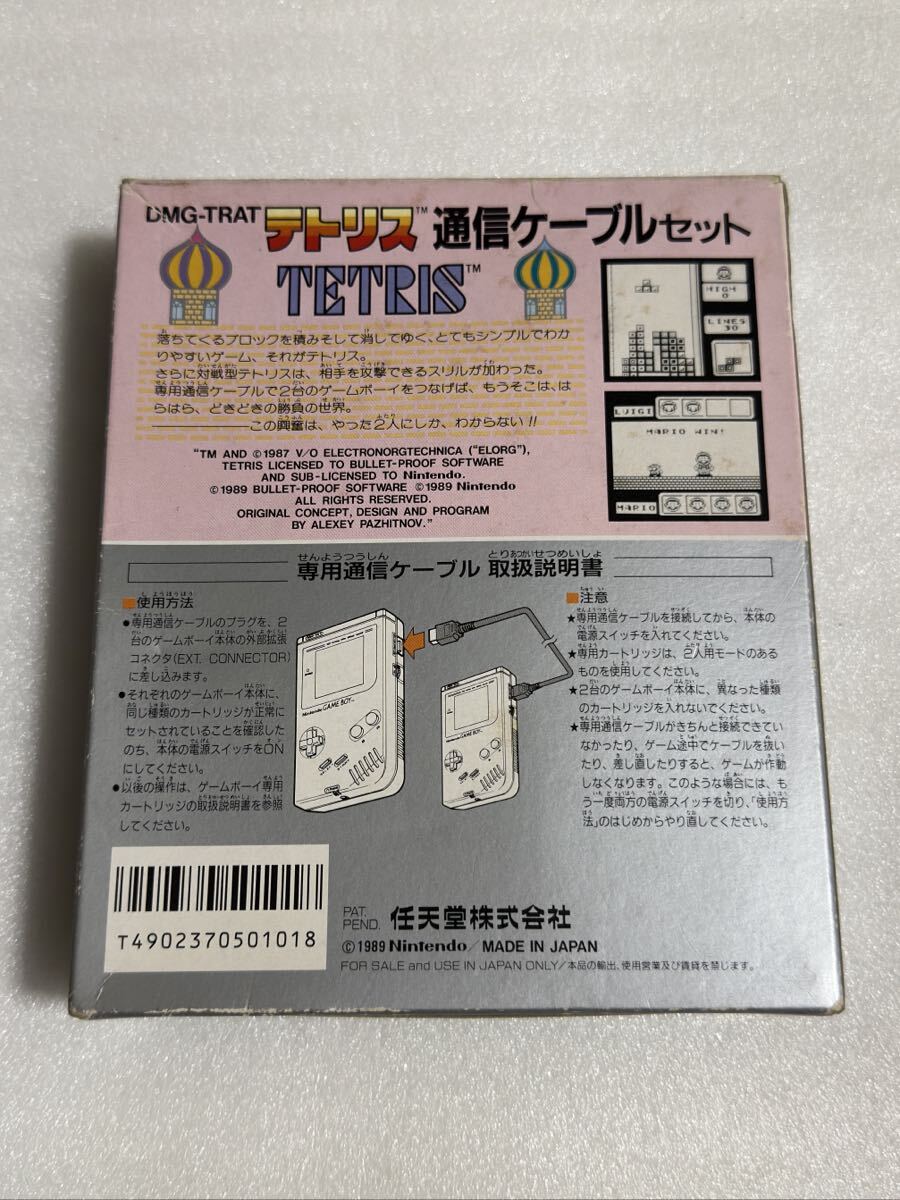 DMG-TRAT テトリス™ 通信ケーブルセット
TETRIS™
落ちてくるブロックを積みそして消してゆく、とてもシンプルでわか
りやすいゲーム、それがテトリス。
さらに対戦型テトリスは、相手を攻撃できるスリルが加わった。
専用通信ケーブルで2台のゲームボーイをつなげば、もうそこは、は
らはら、どきどきの勝負の世界。
この興奮は、やった2人にしか、わからない!!
"TM AND ©1987 V/O ELECTRONORGTECHNICA ("ELORG"),
TETRIS LICENSED TO BULLET-PROOF SOFTWARE
AND SUB-LICENSED TO Nintendo.
©1989 BULLET-PROOF SOFTWARE ©1989 Nintendo
ALL RIGHTS RESERVED.
ORIGINAL CONCEPT, DESIGN AND PROGRAM
BY ALEXEY PAZHITNOV."
HIGH
0
LINES
30
LUIGI
MARIO WIN!
MARIO
せんようつうしん とりあつかいせつめいしょ
専用通信ケーブル 取扱説明書
■使用方法
●専用通信ケーブルのプラグを、2
台のゲームボーイ本体の外部拡張
コネクタ(EXT. CONNECTOR)
に差し込みます。
●それぞれのゲームボーイ本体に、
同じ種類のカートリッジが正常に
セットされていることを確認した
のち、本体の電源スイッチをON
にしてください。
●以後の操作は、ゲームボーイ専用
カートリッジの取扱説明書を参照
してください。
Nintendo GAME BOY™
■注意
★専用通信ケーブルを接続してから、本体の
電源スイッチを入れてください。
★専用カートリッジは、2人用モードのある
ものを使用してください。
★2台のゲームボーイ本体に、異なった種類
のカートリッジを入れないでください。
★専用通信ケーブルがきちんと接続できてい
なかったり、ゲーム途中でケーブルを抜い
たり、差し直したりすると、ゲームが作動
しなくなります。このような場合には、も
う一度両方の電源スイッチを切り、「使用方
法」のはじめからやり直してください。
T4902370501018
PAT. PEND. 任天堂株式会社
©1989 Nintendo/MADE IN JAPAN
FOR SALE and USE IN JAPAN ONLY/本品の輸出、使用営業及び賃貸を禁じます。